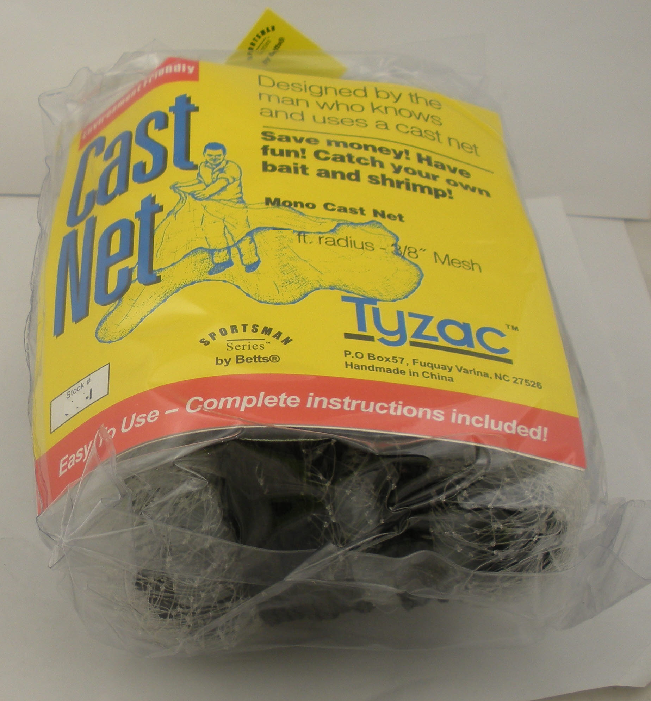 SPORTSMAN
Environment Friendly
Cast
Net
Designed by the
man who knows
and uses a cast net
Save money! Have
fun! Catch your own
bait and shrimp!
Mono Cast Net
ft. radius - 3/8" Mesh
Tyzac™
P.O Box57, Fuquay Varina, NC 27526
Handmade in China
SPORTSMAN
Series™
by Betts®
Stock #
Easy To Use – Complete instructions included!